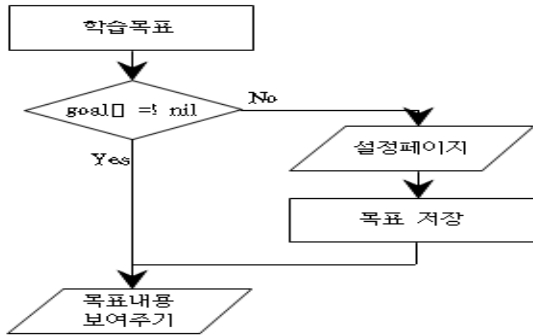 학습목표
goal[] =! nil
No
Yes
설정페이지
목표 저장
목표내용
보여주기